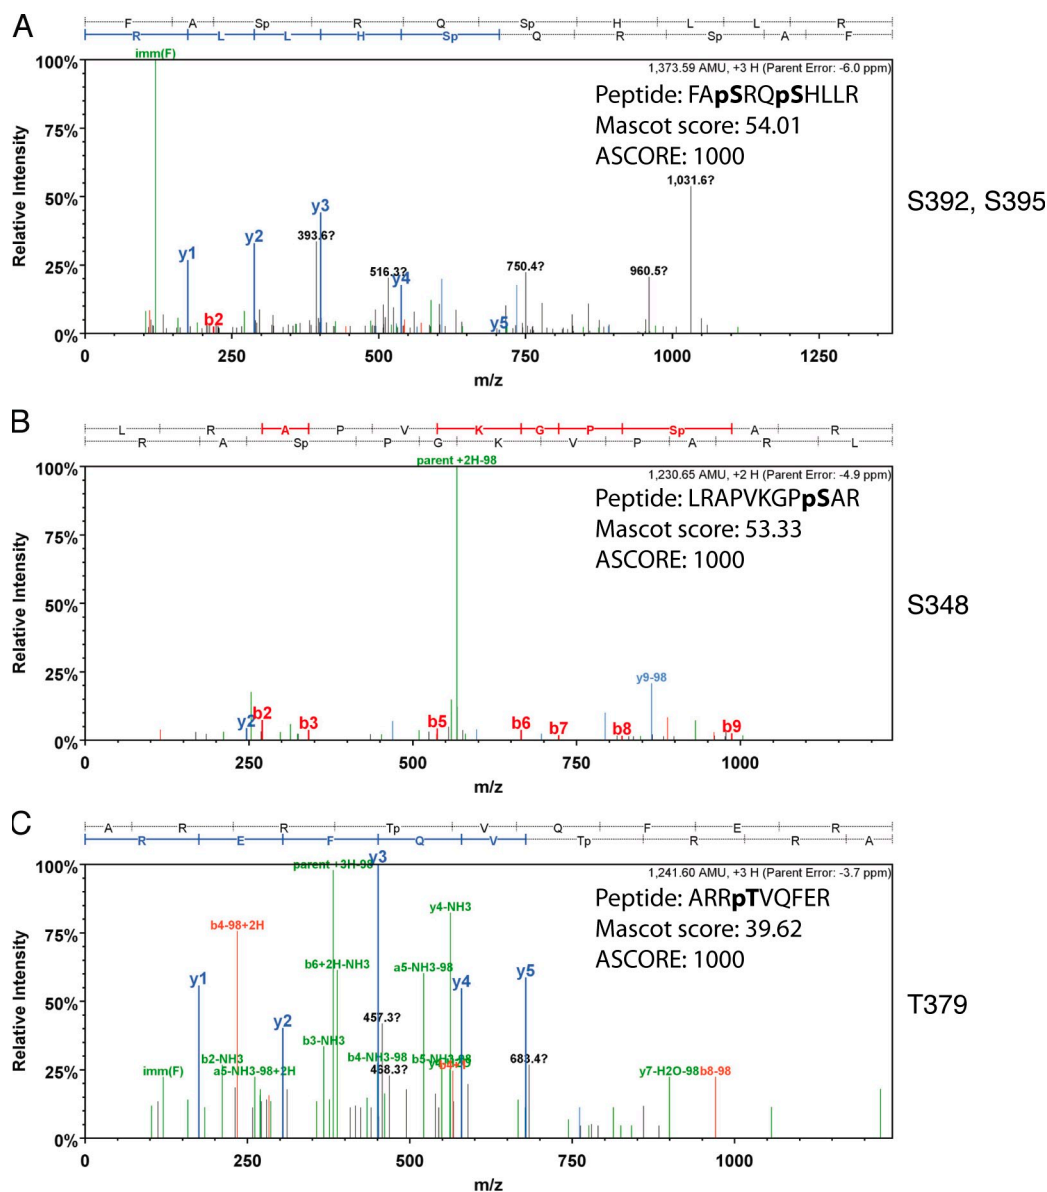 A
F A Sp R Q Sp H L L R
R L L H Sp Q R Sp A F
imm(F)
1,373.59 AMU, +3 H (Parent Error: -6.0 ppm)
Peptide: FApSRQpSHLLR
Mascot score: 54.01
ASCORE: 1000
S392, S395
Relative Intensity
100%
75%
50%
25%
0%
y1
b2
y2
393.6?
y3
516.3?
y4
y5
750.4?
960.5?
1,031.6?
0 250 500 750 1000 1250
m/z
B
L R A P V K G P Sp A R
R A Sp P G K V P A R L
parent +2H-98
1,230.65 AMU, +2 H (Parent Error: -4.9 ppm)
Peptide: LRAPVKGPpSAR
Mascot score: 53.33
ASCORE: 1000
S348
Relative Intensity
100%
75%
50%
25%
0%
y2
b2
b3
b5
b6
b7
b8
y9-98
b9
0 250 500 750 1000
m/z
C
A R R Tp V Q F E R
R E F Q V Tp R R A
parent +3H-98
y3
1,241.60 AMU, +3 H (Parent Error: -3.7 ppm)
Peptide: ARRpTVQFER
Mascot score: 39.62
ASCORE: 1000
T379
Relative Intensity
100%
75%
50%
25%
0%
y4-NH3
b4-98+2H
b6+2H-NH3
a5-NH3-98
y1
y4
y5
y2
457.3?
b3-NH3
b2-NH3
b4-NH3-98
b5-NH3-98
683.4?
imm(F)
a5-NH3-98+2H
468.3?
y7-H2O-98
b8-98
0 250 500 750 1000
m/z